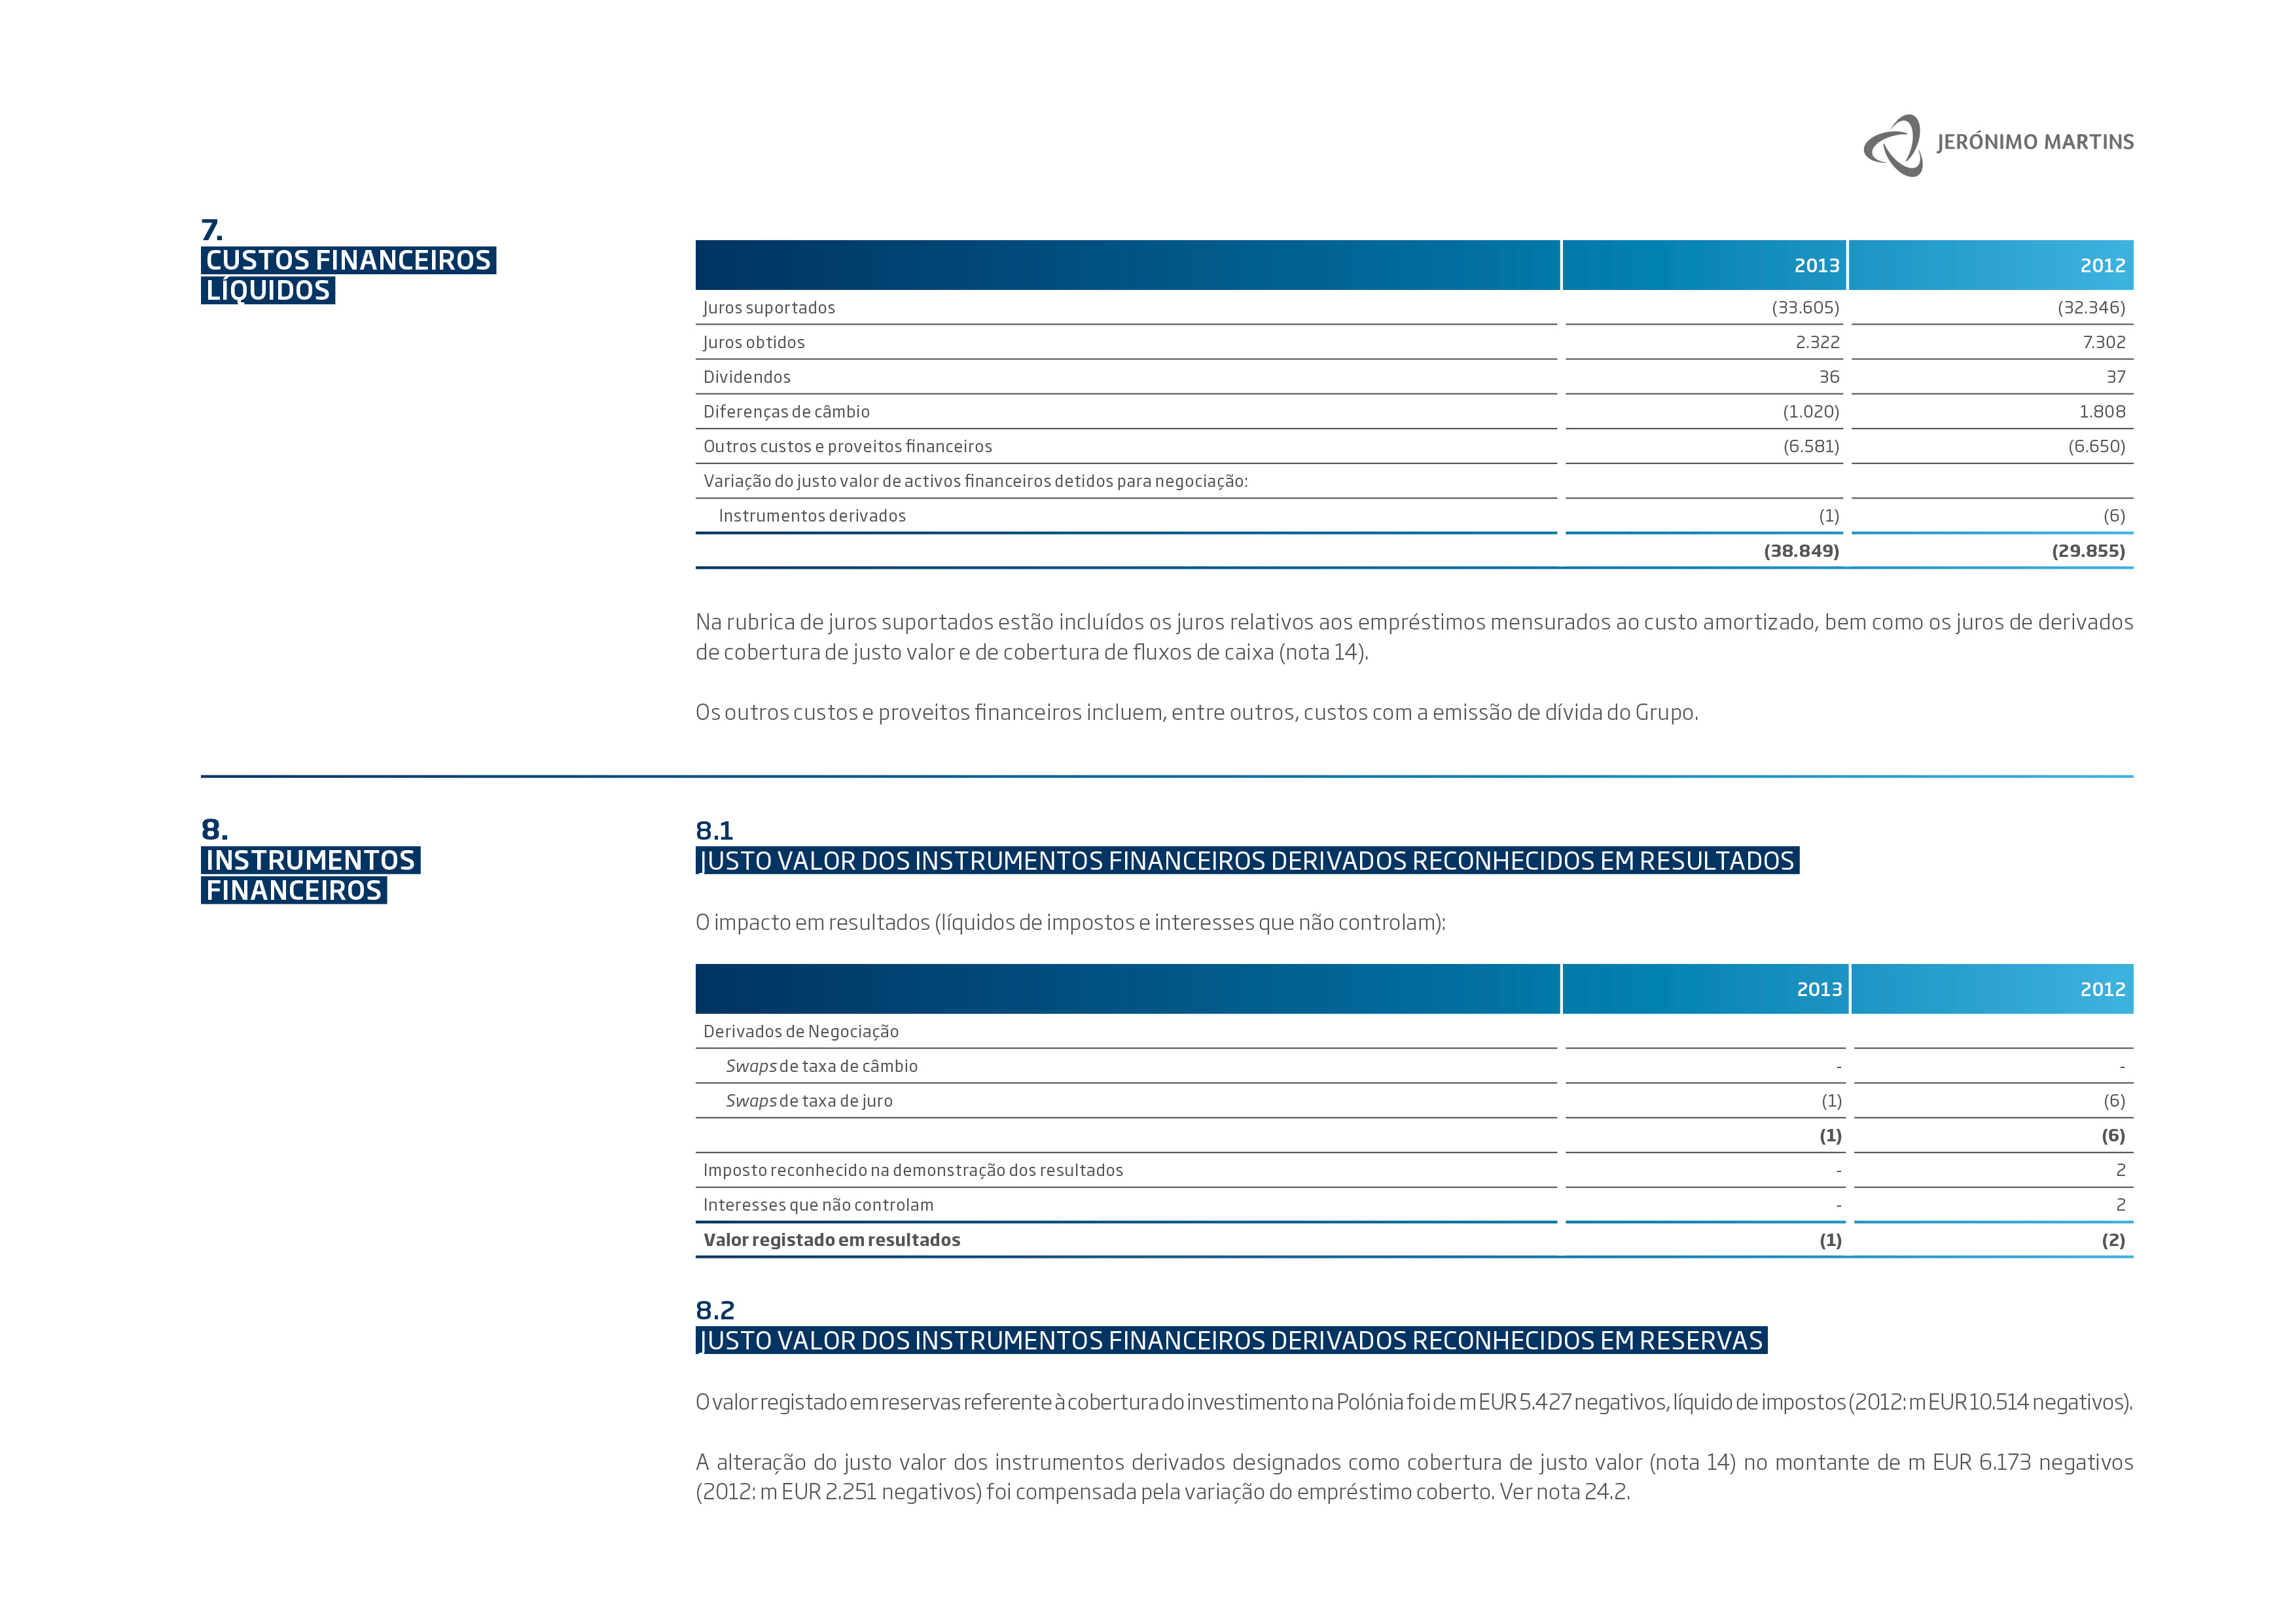 JERÓNIMO MARTINS
7.
CUSTOS FINANCEIROS
LÍQUIDOS
2013 2012
Juros suportados (33.605) (32.346)
Juros obtidos 2.322 7.302
Dividendos 36 37
Diferenças de câmbio (1.020) 1.808
Outros custos e proveitos financeiros (6.581) (6.650)
Variação do justo valor de activos financeiros detidos para negociação:
Instrumentos derivados (1) (6)
(38.849) (29.855)
Na rubrica de juros suportados estão incluídos os juros relativos aos empréstimos mensurados ao custo amortizado, bem como os juros de derivados
de cobertura de justo valor e de cobertura de fluxos de caixa (nota 14).
Os outros custos e proveitos financeiros incluem, entre outros, custos com a emissão de dívida do Grupo.
8.
INSTRUMENTOS
FINANCEIROS
8.1
JUSTO VALOR DOS INSTRUMENTOS FINANCEIROS DERIVADOS RECONHECIDOS EM RESULTADOS
O impacto em resultados (líquidos de impostos e interesses que não controlam):
2013 2012
Derivados de Negociação
Swaps de taxa de câmbio - -
Swaps de taxa de juro (1) (6)
(1) (6)
Imposto reconhecido na demonstração dos resultados - 2
Interesses que não controlam - 2
Valor registado em resultados (1) (2)
8.2
JUSTO VALOR DOS INSTRUMENTOS FINANCEIROS DERIVADOS RECONHECIDOS EM RESERVAS
O valor registado em reservas referente à cobertura do investimento na Polónia foi de m EUR 5.427 negativos, líquido de impostos (2012: m EUR 10.514 negativos).
A alteração do justo valor dos instrumentos derivados designados como cobertura de justo valor (nota 14) no montante de m EUR 6.173 negativos
(2012: m EUR 2.251 negativos) foi compensada pela variação do empréstimo coberto. Ver nota 24.2.